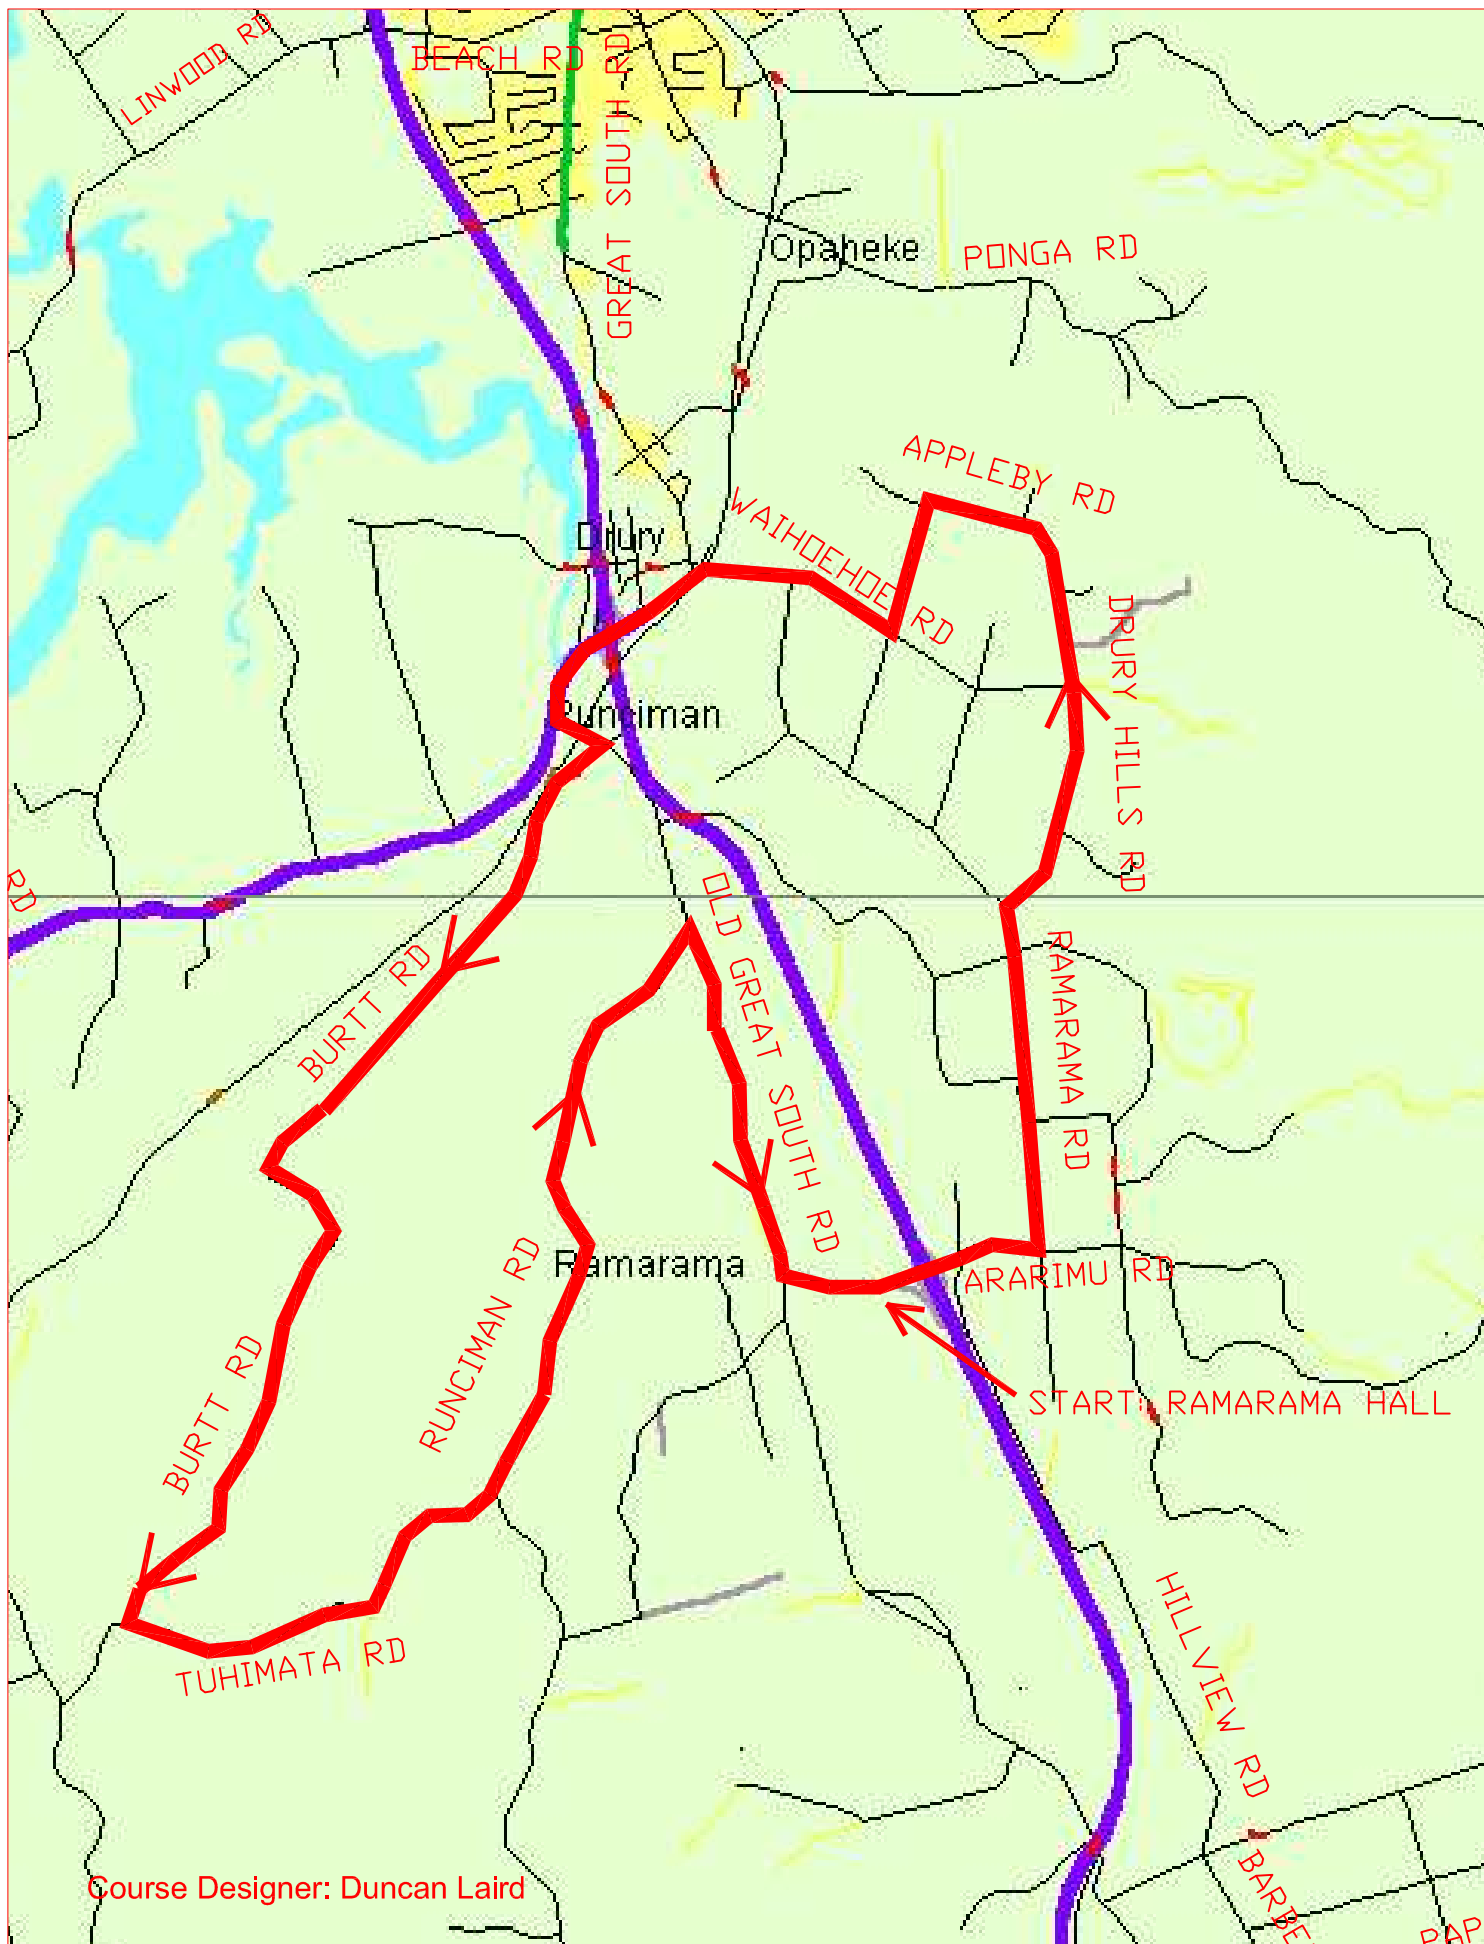 LINWOOD RD
BEACH RD
GREAT SOUTH RD
Opaheke
PONGA RD
APPLEBY RD
WAIHOEHOE RD
Drury
DRURY HILLS RD
Runciman
RD
OLD GREAT SOUTH RD
BURTT RD
RAMARAMA RD
Ramarama
ARARIMU RD
RUNCIMAN RD
BURTT RD
START: RAMARAMA HALL
HILLVIEW RD
TUHIMATA RD
Course Designer: Duncan Laird
BARBE
PAP